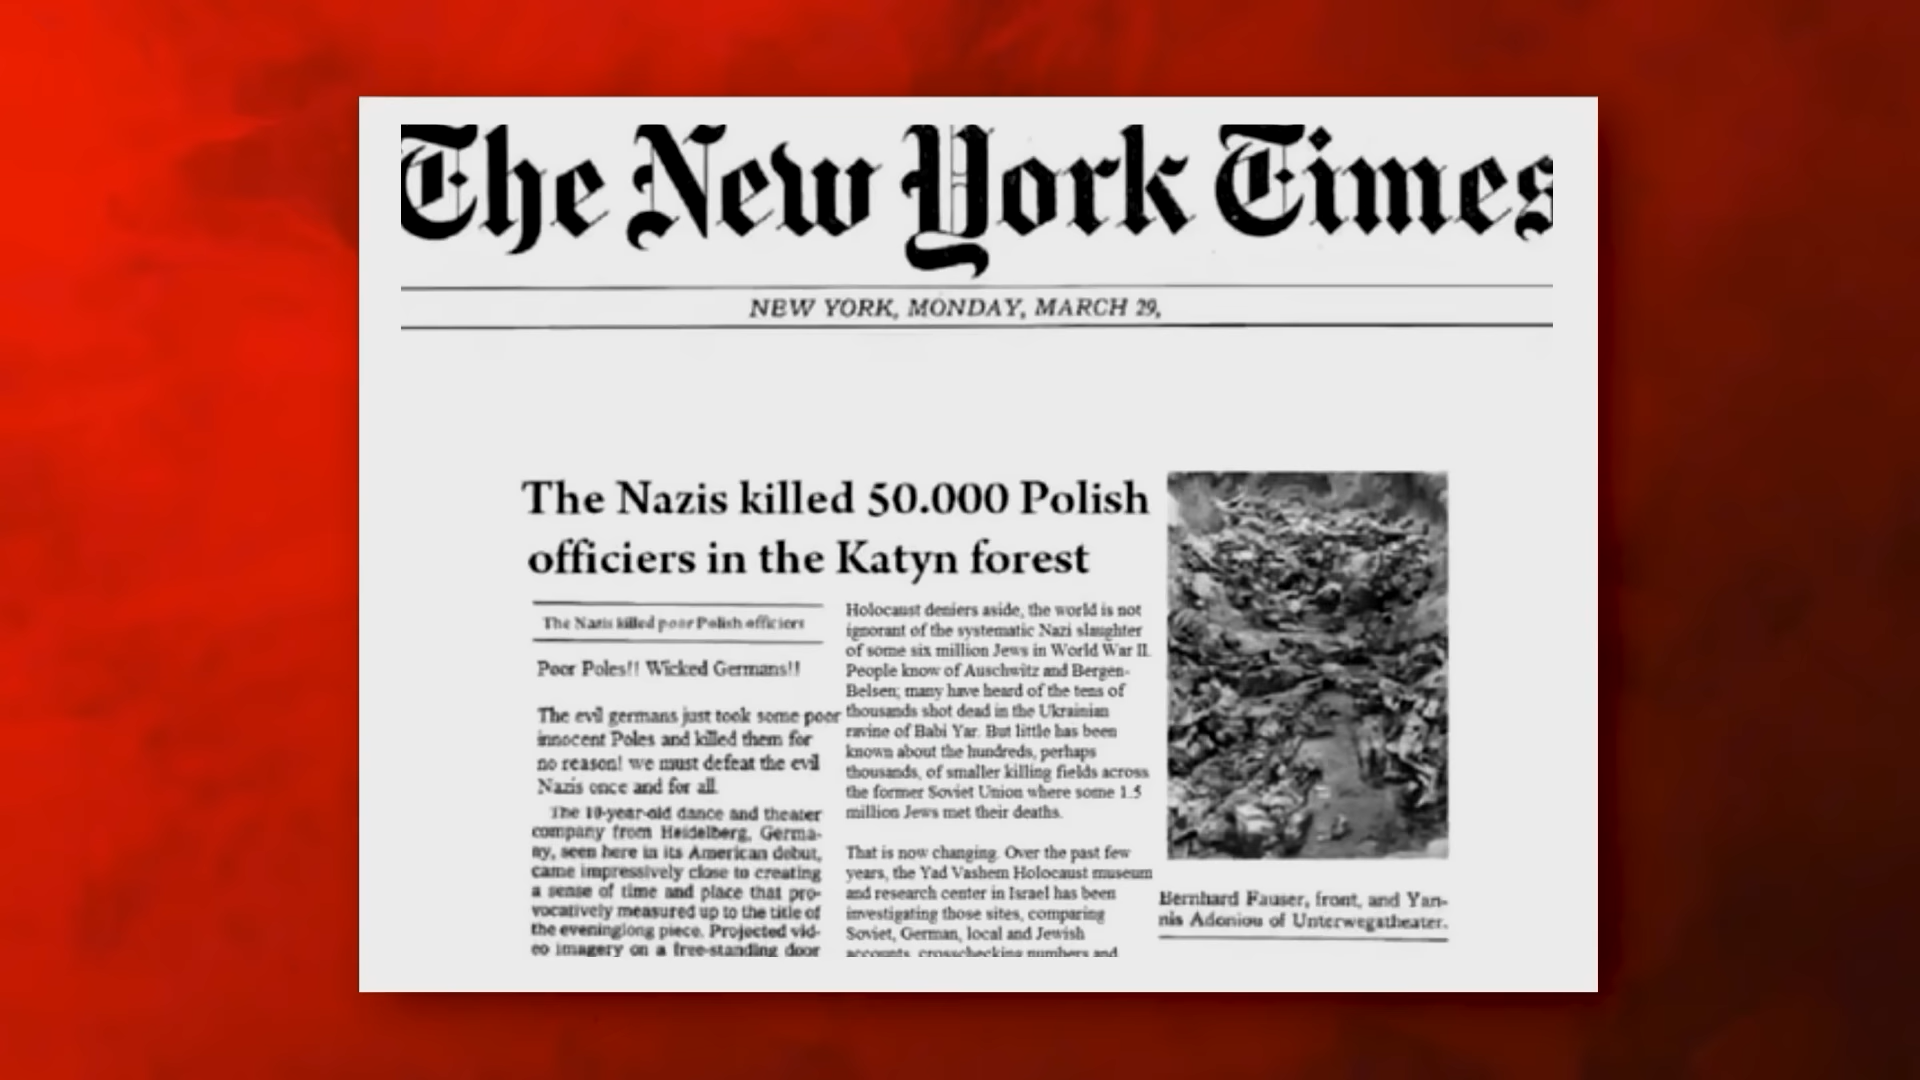 The New York Times
NEW YORK, MONDAY, MARCH 29,
The Nazis killed 50.000 Polish
officiers in the Katyn forest
The Nazis killed poor Polish officiers
Poor Poles!! Wicked Germans!!
The evil germans just took some poor
innocent Poles and killed them for
no reason! we must defeat the evil
Nazis once and for all.
The 10-year-old dance and theater
company from Heidelberg, Germa-
ny, seen here in its American debut,
came impressively close to creating
a sense of time and place that pro-
vocatively measured up to the title of
the eveninglong piece. Projected vid-
eo imagery on a free-standing door
Holocaust deniers aside, the world is not
ignorant of the systematic Nazi slaughter
of some six million Jews in World War II.
People know of Auschwitz and Bergen-
Belsen; many have heard of the tens of
thousands shot dead in the Ukrainian
ravine of Babi Yar. But little has been
known about the hundreds, perhaps
thousands, of smaller killing fields across
the former Soviet Union where some 1.5
million Jews met their deaths.
That is now changing. Over the past few
years, the Yad Vashem Holocaust museum
and research center in Israel has been
investigating those sites, comparing
Soviet, German, local and Jewish
accounts, crosschecking numbers and
Bernhard Fauser, front, and Yan-
nis Adoniou of Unterwegstheater.